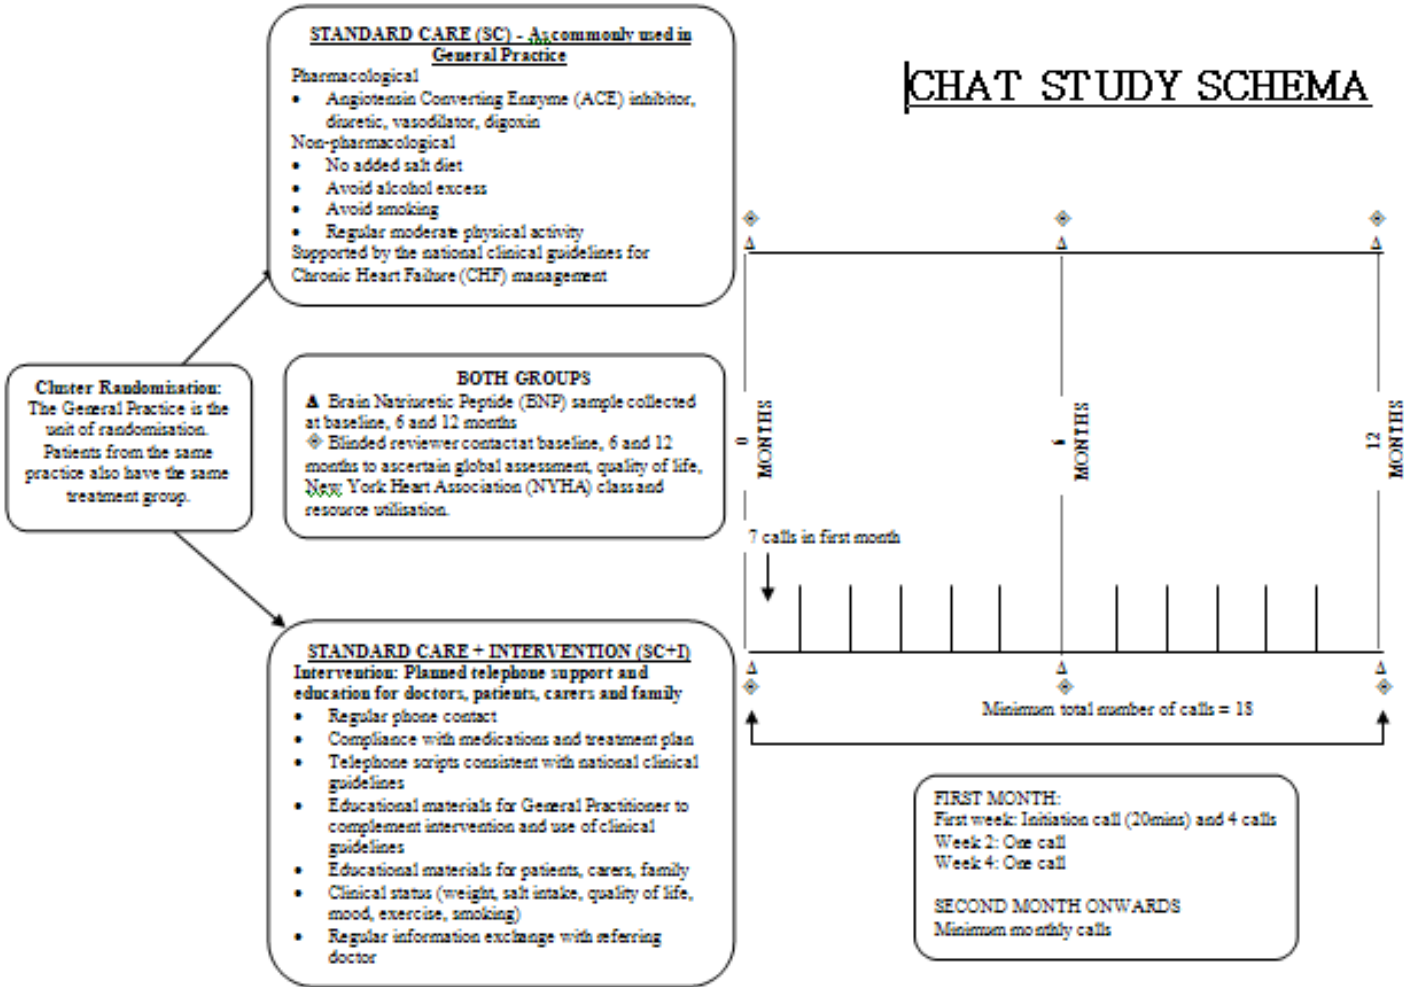 CHAT STUDY SCHEMA
STANDARD CARE (SC) - As commonly used in
General Practice
Pharmacological
• Angiotensin Converting Enzyme (ACE) inhibitor,
diuretic, vasodilator, digoxin
Non-pharmacological
• No added salt diet
• Avoid alcohol excess
• Avoid smoking
• Regular moderate physical activity
Supported by the national clinical guidelines for
Chronic Heart Failure (CHF) management
Cluster Randomisation:
The General Practice is the
unit of randomisation.
Patients from the same
practice also have the same
treatment group.
BOTH GROUPS
Δ Brain Natriuretic Peptide (BNP) sample collected
at baseline, 6 and 12 months
◈ Blinded reviewer contact at baseline, 6 and 12
months to ascertain global assessment, quality of life,
New York Heart Association (NYHA) class and
resource utilisation.
STANDARD CARE + INTERVENTION (SC+I)
Intervention: Planned telephone support and
education for doctors, patients, carers and family
• Regular phone contact
• Compliance with medications and treatment plan
• Telephone scripts consistent with national clinical
guidelines
• Educational materials for General Practitioner to
complement intervention and use of clinical
guidelines
• Educational materials for patients, carers, family
• Clinical status (weight, salt intake, quality of life,
mood, exercise, smoking)
• Regular information exchange with referring
doctor
0
MONTHS
MONTHS
12
MONTHS
7 calls in first month
Minimum total number of calls = 18
FIRST MONTH:
First week: Initiation call (20mins) and 4 calls
Week 2: One call
Week 4: One call
SECOND MONTH ONWARDS
Minimum monthly calls